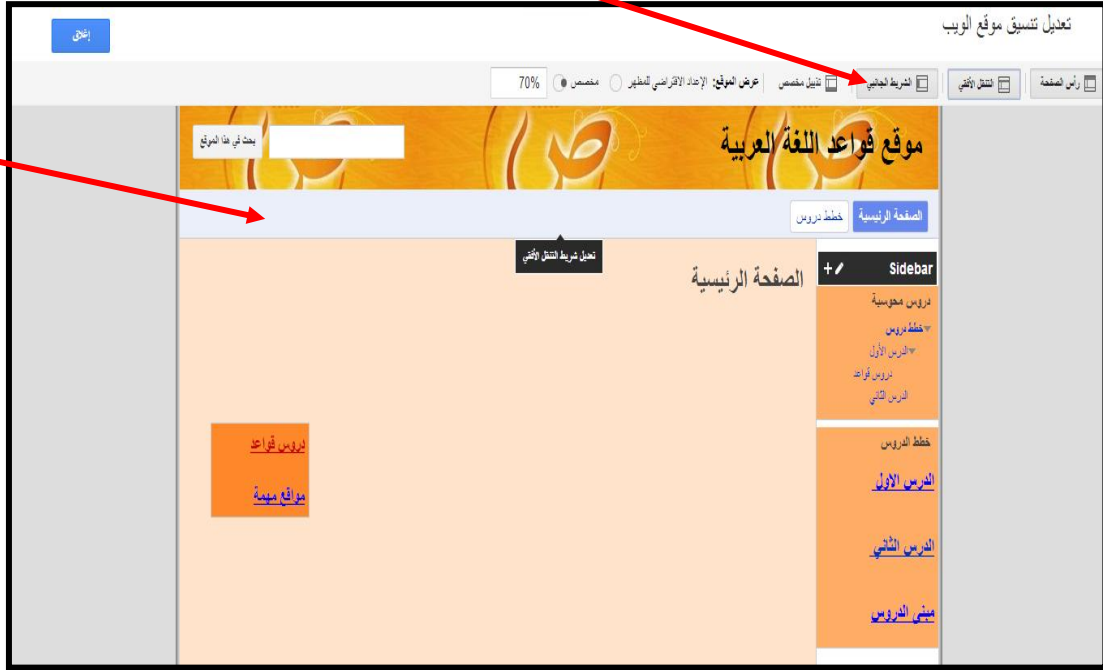 تعديل تنسيق موقع الويب
إغلاق
رأس الصفحة التنقل الأفقي الشريط الجانبي تذييل مخصص عرض الموقع: الإعداد الافتراضي للمظهر مخصص 70%
موقع قواعد اللغة العربية
بحث في هذا الموقع
ص ص ص
الصفحة الرئيسية خطط دروس
تعديل شريط التنقل الأفقي
Sidebar
الصفحة الرئيسية
دروس محوسبة
خطط دروس
الدرس الأول
دروس قواعد
الدرس الثاني
خطط الدروس
الدرس الاول
الدرس الثاني
مبنى الدروس
دروس قواعد
مواقع مهمة